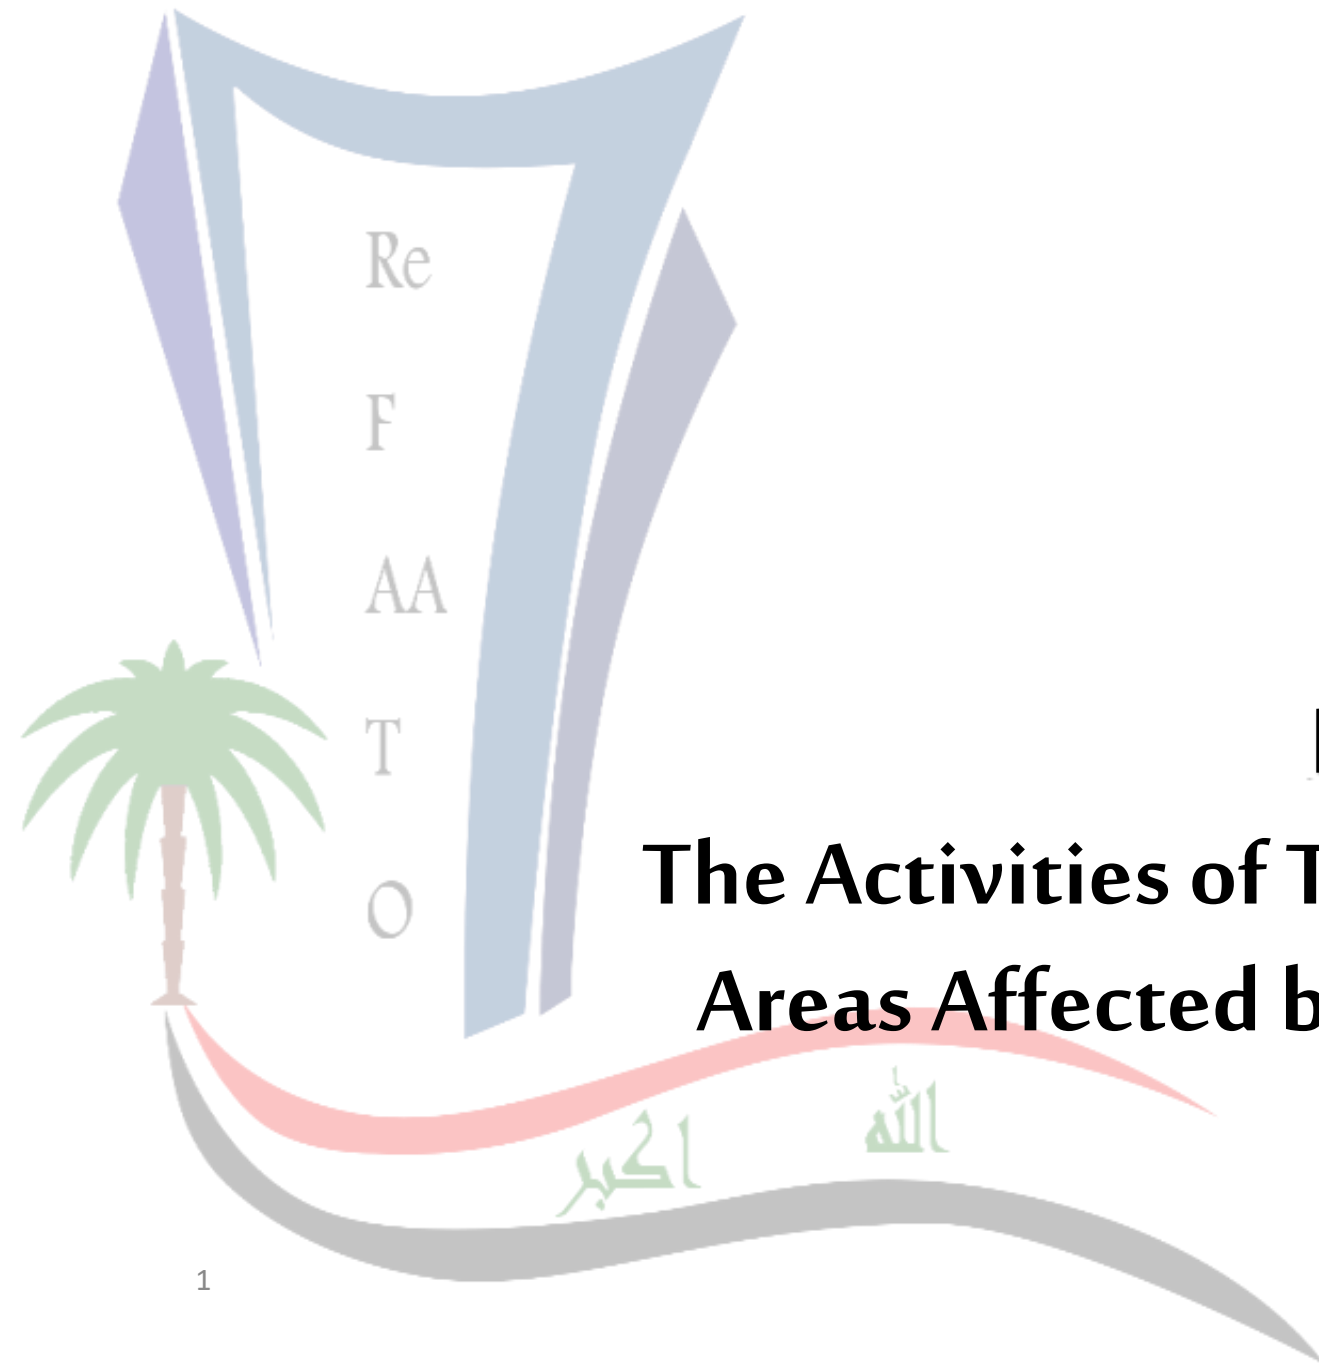 Re
F
AA
T
O
The Activities of T
Areas Affected b
الله
اكبر
1